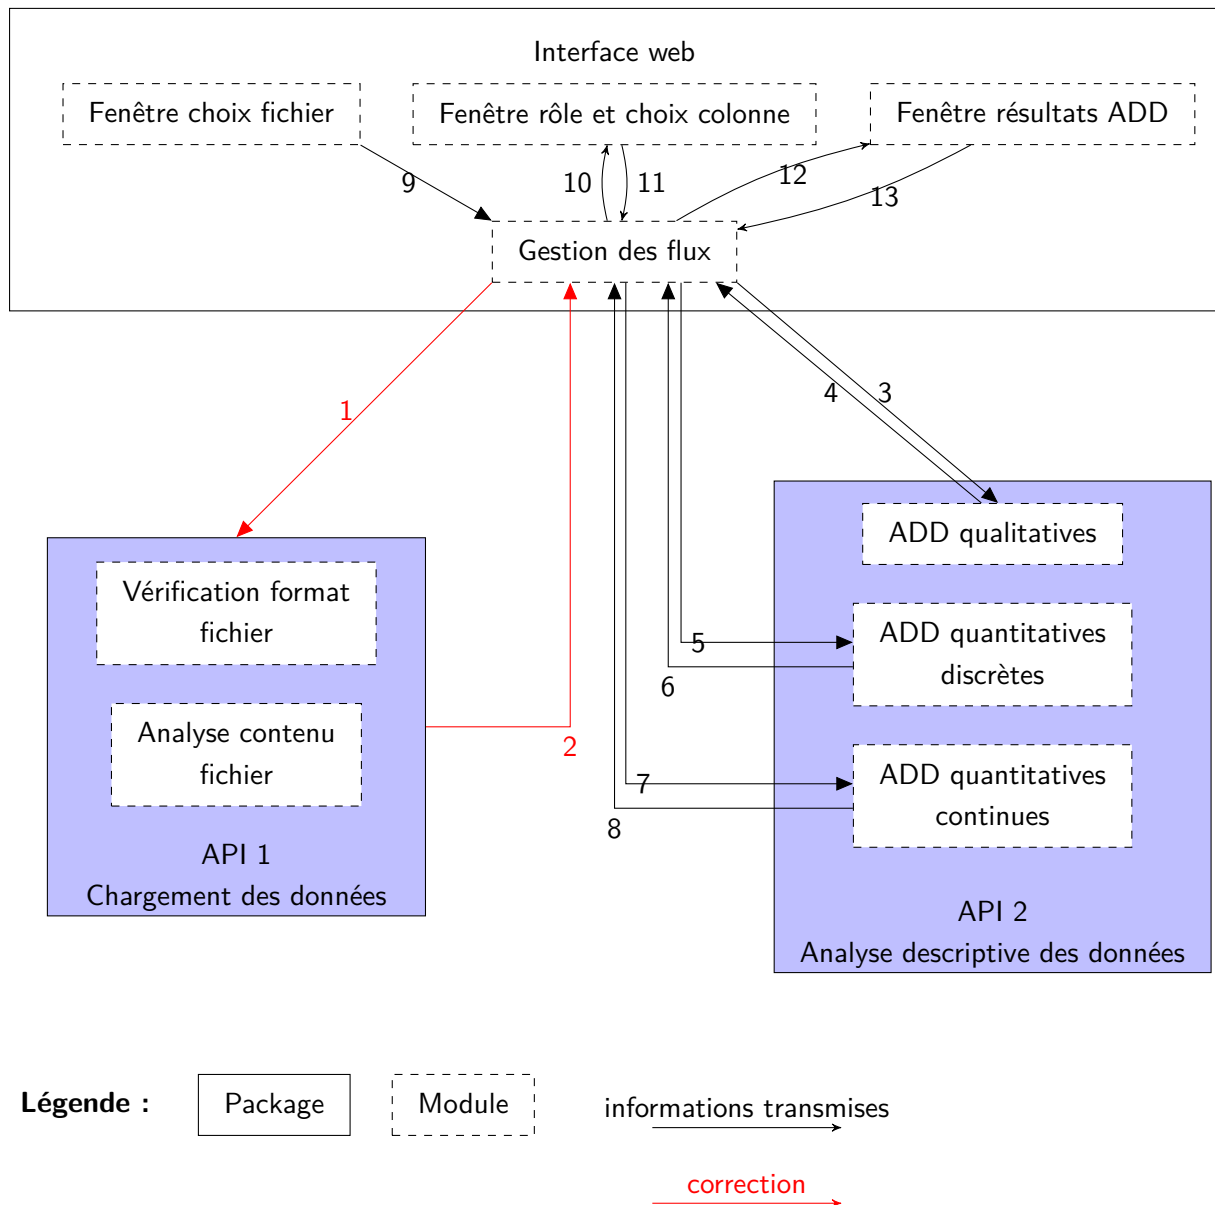 Interface web
Fenêtre choix fichier
Fenêtre rôle et choix colonne
Fenêtre résultats ADD
9
10
11
12
13
Gestion des flux
1
4
3
ADD qualitatives
Vérification format
fichier
ADD quantitatives
discrètes
5
6
Analyse contenu
fichier
2
ADD quantitatives
continues
7
8
API 1
Chargement des données
API 2
Analyse descriptive des données
Légende :
Package
Module
informations transmises
correction